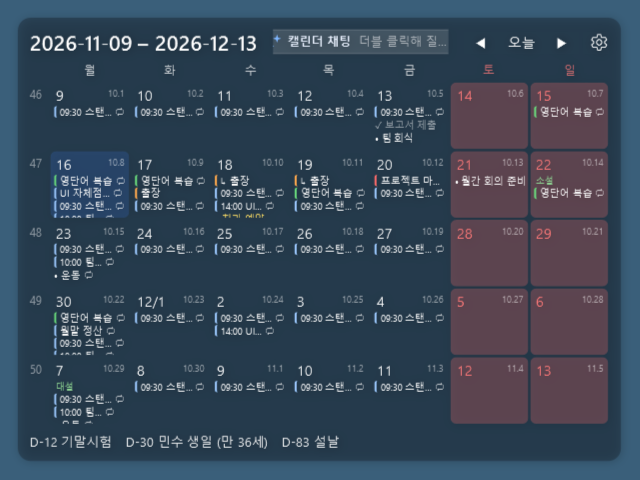 2026-11-09 – 2026-12-13 캘린더 채팅 더블 클릭해 질... ◀ 오늘 ▶
월 화 수 목 금 토 일
46 9 10.1 10 10.2 11 10.3 12 10.4 13 10.5 14 10.6 15 10.7
09:30 스탠... 09:30 스탠... 09:30 스탠... 09:30 스탠... 09:30 스탠... 영단어 복습
✓ 보고서 제출
• 팀 회식
47 16 10.8 17 10.9 18 10.10 19 10.11 20 10.12 21 10.13 22 10.14
영단어 복습 영단어 복습 ↳ 출장 ↳ 출장 프로젝트 마... • 월간 회의 준비 소설
UI 자체점... 출장 09:30 스탠... 영단어 복습 09:30 스탠... 영단어 복습
09:30 스탠... 09:30 스탠... 14:00 UI... 09:30 스탠...
48 23 10.15 24 10.16 25 10.17 26 10.18 27 10.19 28 10.20 29 10.21
09:30 스탠... 09:30 스탠... 09:30 스탠... 09:30 스탠... 09:30 스탠...
10:00 팀...
• 운동
49 30 10.22 12/1 10.23 2 10.24 3 10.25 4 10.26 5 10.27 6 10.28
영단어 복습 09:30 스탠... 09:30 스탠... 09:30 스탠... 09:30 스탠...
월말 정산 14:00 UI...
09:30 스탠...
50 7 10.29 8 10.30 9 11.1 10 11.2 11 11.3 12 11.4 13 11.5
대설 09:30 스탠... 09:30 스탠... 09:30 스탠... 09:30 스탠...
09:30 스탠...
10:00 팀...
D-12 기말시험 D-30 민수 생일 (만 36세) D-83 설날